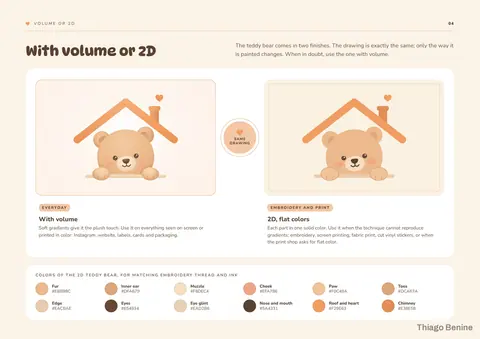 VOLUME OR 2D
04
With volume or 2D
The teddy bear comes in two finishes. The drawing is exactly the same; only the way it
is painted changes. When in doubt, use the one with volume.
SAME
DRAWING
EVERYDAY
With volume
Soft gradients give it the plush touch. Use it on everything seen on screen or
printed in color: Instagram, website, labels, cards and packaging.
EMBROIDERY AND PRINT
2D, flat colors
Each part is one solid color. Use it when the technique cannot reproduce
gradients: embroidery, screen printing, fabric print, cut vinyl stickers, or when
the print shop asks for flat color.
COLORS OF THE 2D TEDDY BEAR, FOR MATCHING EMBROIDERY THREAD AND INK
Fur
Inner ear
Muzzle
Cheek
Paw
Toes
Edge
Eyes
Eye glint
Nose and mouth
Roof and heart
Chimney
Thiago Benine